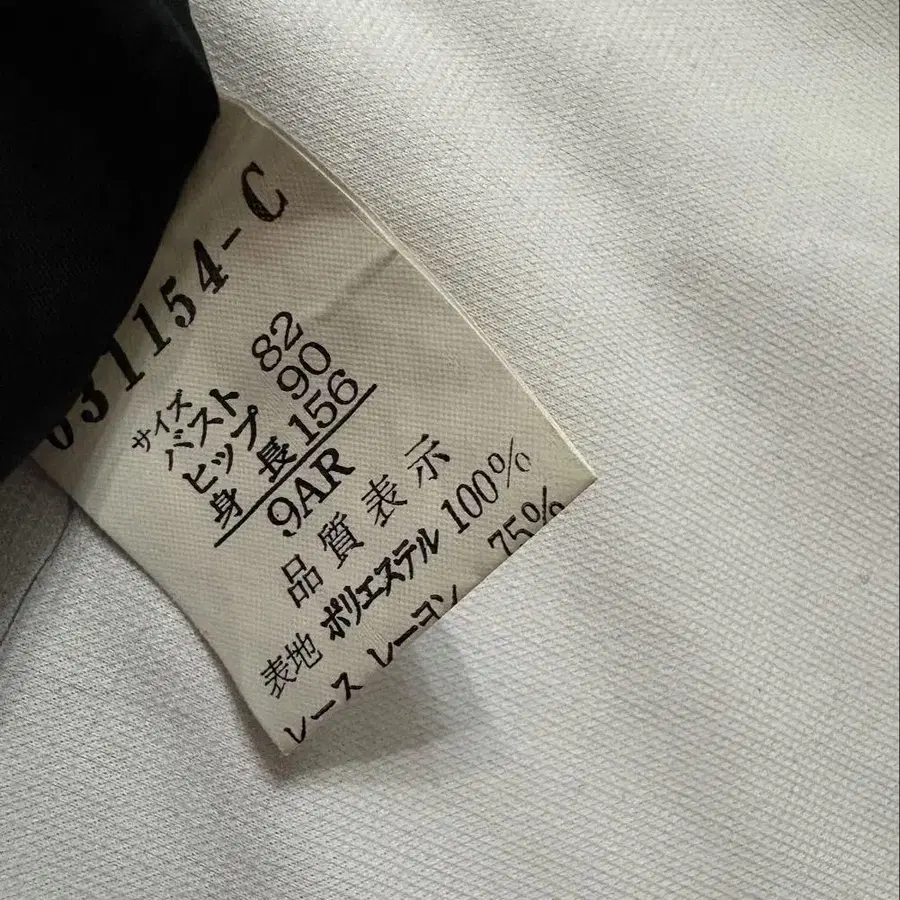 031154-C
サイズ
バスト 82
ヒップ 90
身長 156
9AR
品質表示
表地 ポリエステル 100%
レース レーヨン 75%